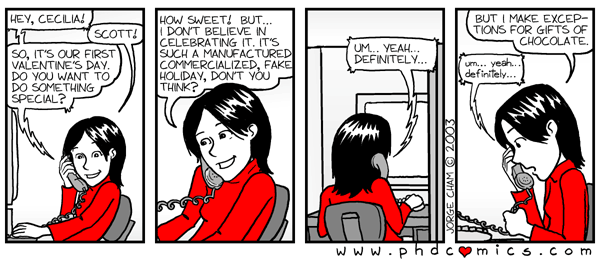 HEY, CECILIA!
SCOTT!
SO, IT'S OUR FIRST
VALENTINE'S DAY.
DO YOU WANT TO
DO SOMETHING
SPECIAL?
HOW SWEET! BUT...
I DON'T BELIEVE IN
CELEBRATING IT. IT'S
SUCH A MANUFACTURED
COMMERCIALIZED, FAKE
HOLIDAY, DON'T YOU
THINK?
UM... YEAH...
DEFINITELY...
BUT I MAKE EXCEP-
TIONS FOR GIFTS OF
CHOCOLATE.
um... yeah...
definitely...
JORGE CHAM © 2003
www.phdcomics.com